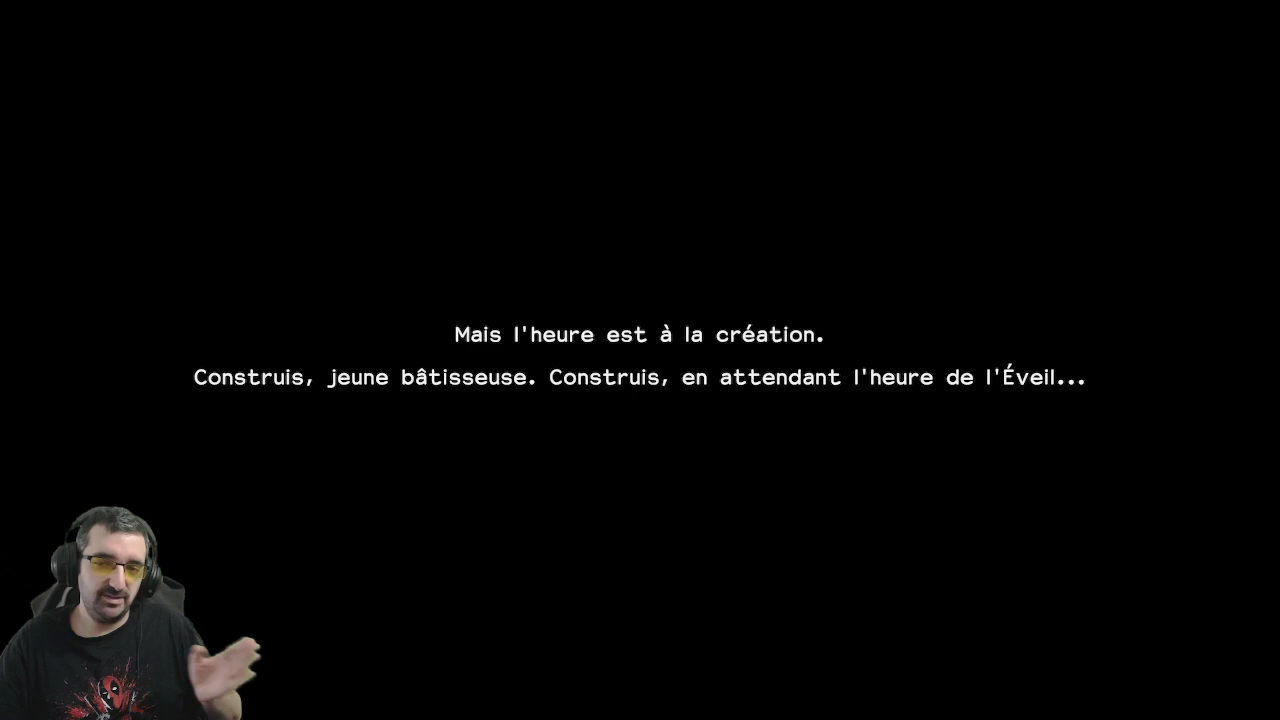 Mais l'heure est à la création.
Construis, jeune bâtisseuse. Construis, en attendant l'heure de l'Éveil...